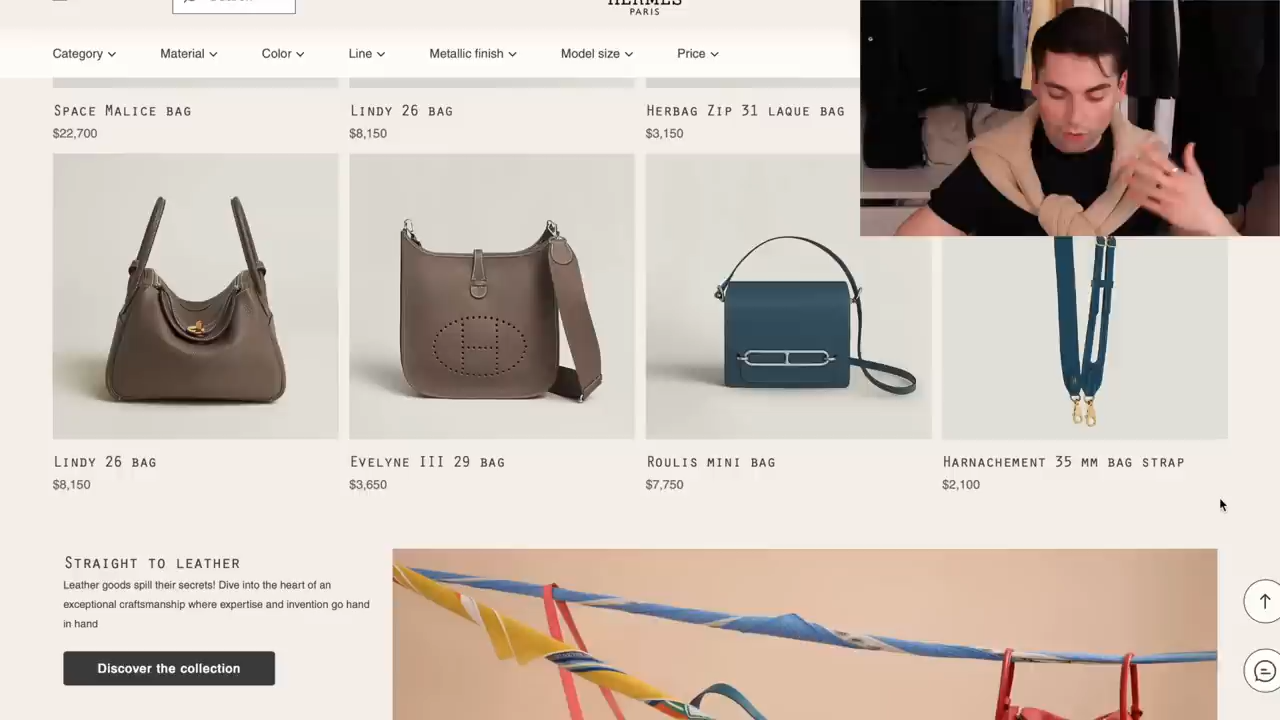 HERMÈS
PARIS
Category
Material
Color
Line
Metallic finish
Model size
Price
SPACE MALICE BAG
$22,700
LINDY 26 BAG
$8,150
HERBAG ZIP 31 LAQUE BAG
$3,150
LINDY 26 BAG
$8,150
EVELYNE III 29 BAG
$3,650
ROULIS MINI BAG
$7,750
HARNACHEMENT 35 MM BAG STRAP
$2,100
STRAIGHT TO LEATHER
Leather goods spill their secrets! Dive into the heart of an
exceptional craftsmanship where expertise and invention go hand
in hand
Discover the collection